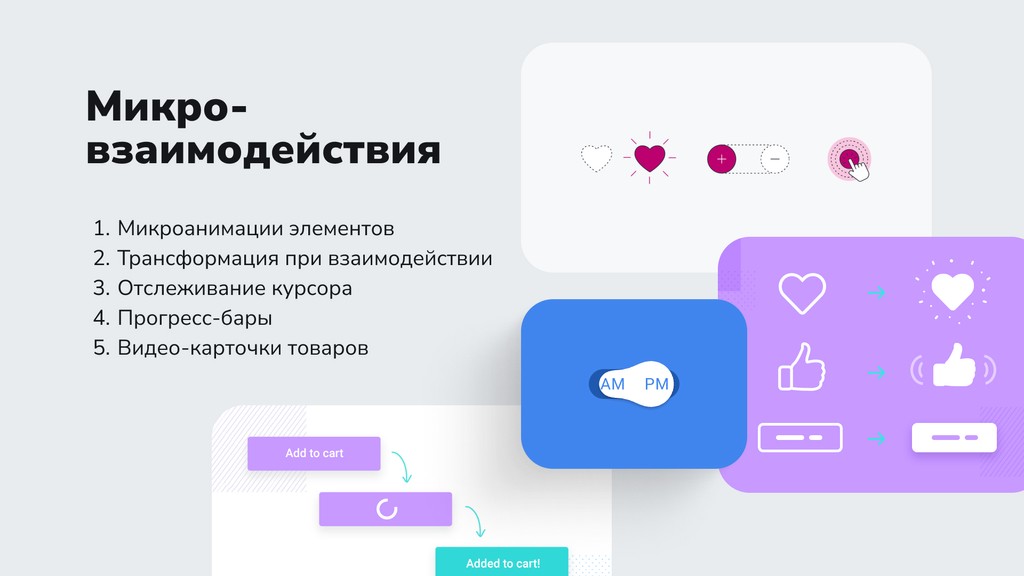 Микро-
взаимодействия
1. Микроанимации элементов
2. Трансформация при взаимодействии
3. Отслеживание курсора
4. Прогресс-бары
5. Видео-карточки товаров
AM PM
Add to cart
Added to cart!